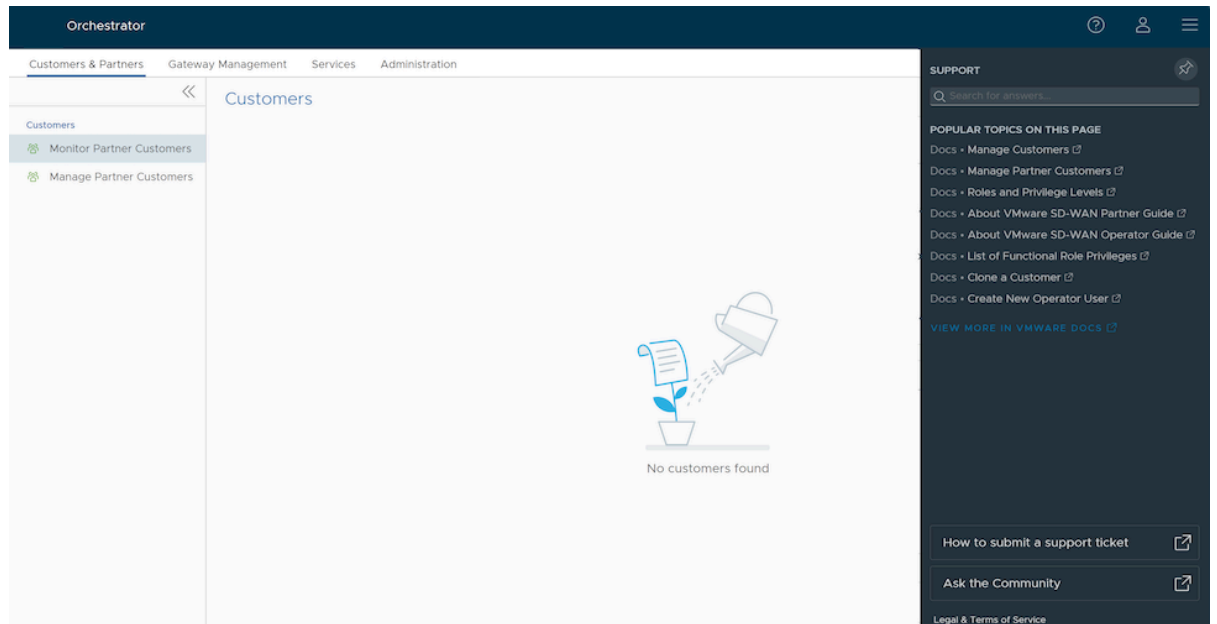 Orchestrator
Customers & Partners Gateway Management Services Administration
Customers
Monitor Partner Customers
Manage Partner Customers
Customers
No customers found
SUPPORT
Search for answers...
POPULAR TOPICS ON THIS PAGE
Docs • Manage Customers
Docs • Manage Partner Customers
Docs • Roles and Privilege Levels
Docs • About VMware SD-WAN Partner Guide
Docs • About VMware SD-WAN Operator Guide
Docs • List of Functional Role Privileges
Docs • Clone a Customer
Docs • Create New Operator User
VIEW MORE IN VMWARE DOCS
How to submit a support ticket
Ask the Community
Legal & Terms of Service